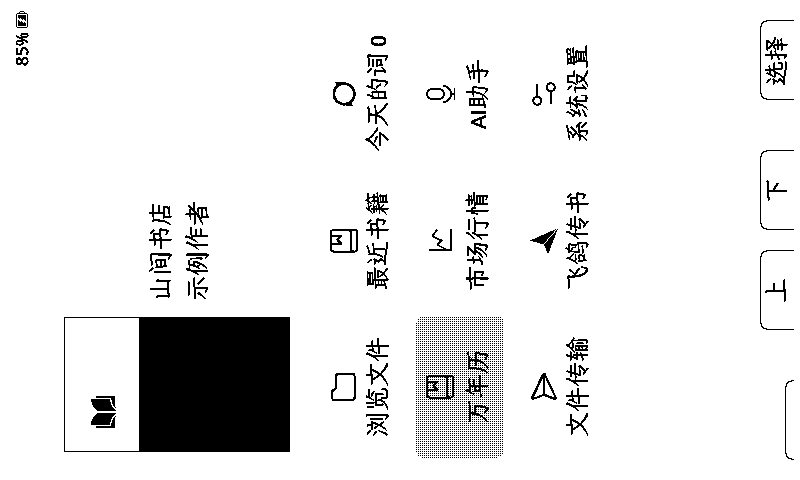 85%
山间书店
示例作者
浏览文件
最近书籍
今天的词 0
万年历
市场行情
AI助手
文件传输
飞鸽传书
系统设置
上
下
选择